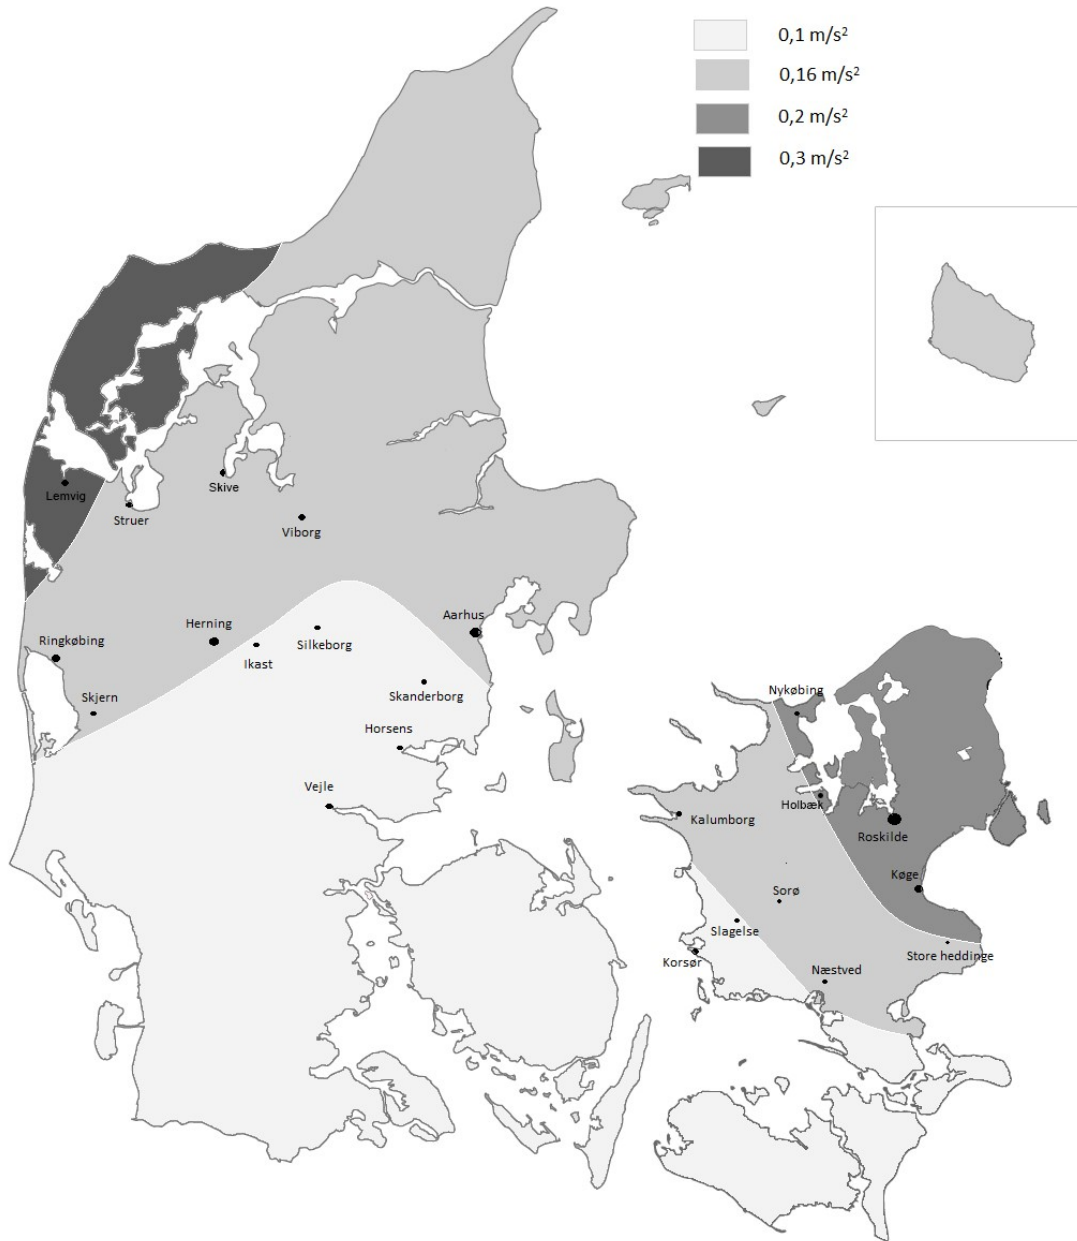 0,1 m/s²
0,16 m/s²
0,2 m/s²
0,3 m/s²
Lemvig
Skive
Struer
Viborg
Herning
Aarhus
Ringkøbing
Silkeborg
Ikast
Skanderborg
Skjern
Nykøbing
Horsens
Vejle
Holbæk
Kalumborg
Roskilde
Køge
Sorø
Slagelse
Store heddinge
Korsør
Næstved